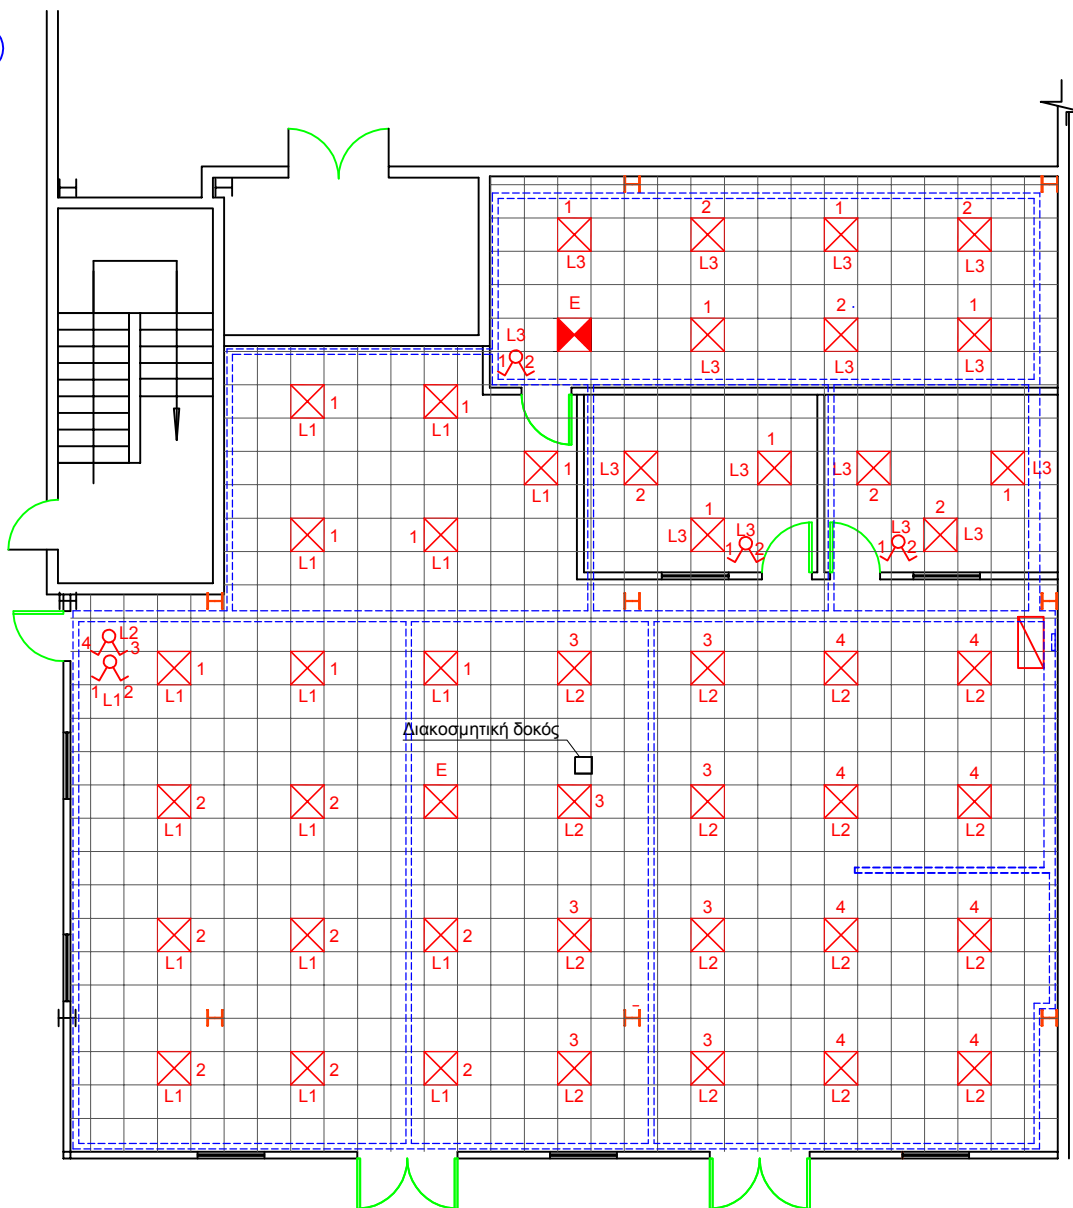 1 2 1 2
L3 L3 L3 L3
E 1 2 1
L3
1 2
L3 L3 L3
1 1
L1 L1
1 L3 2 L3 1 L3 2 L3 1
L1
1 1 L3 1 L3 1 2 L3 1 2 2 L3
L1 L1
4 L2 3
1 L1 2
1 1 1 3 3 4 4
L1 L1 L1 L2 L2 L2 L2
Διακοσμητική δοκός
2 2 E 3 3 4 4
L1 L1 L2 L2 L2 L2
2 2 2 3 3 4 4
L1 L1 L1 L2 L2 L2 L2
2 2 2 3 3 4 4
L1 L1 L1 L2 L2 L2 L2